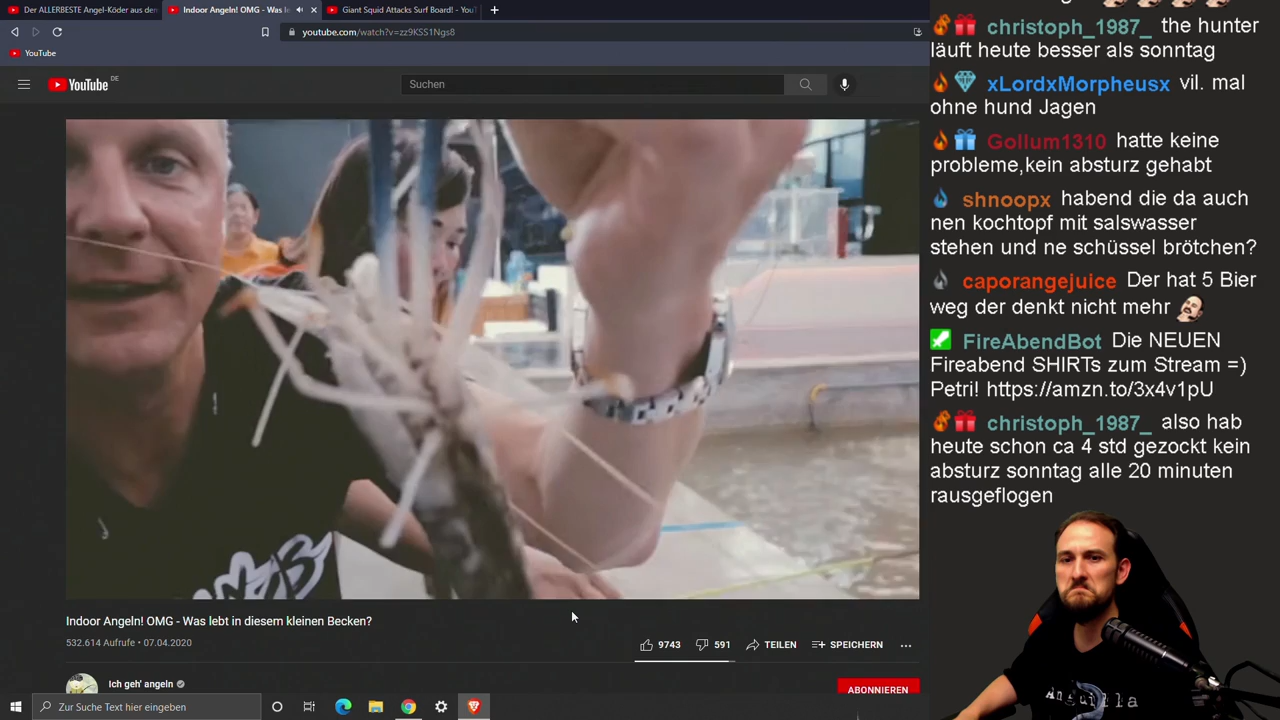 Der ALLERBESTE Angel-Köder aus dem
Indoor Angeln! OMG - Was le
Giant Squid Attacks Surf Board! - YouT
youtube.com/watch?v=zz9KSS1Ngs8
YouTube
YouTube DE
Suchen
Indoor Angeln! OMG - Was lebt in diesem kleinen Becken?
532.614 Aufrufe • 07.04.2020
9743
591
TEILEN
SPEICHERN
Ich geh' angeln
ABONNIEREN
Zur Suche Text hier eingeben
christoph_1987_ the hunter
läuft heute besser als sonntag
xLordxMorpheusx vil. mal
ohne hund Jagen
Gollum1310 hatte keine
probleme,kein absturz gehabt
shnoopx habend die da auch
nen kochtopf mit salswasser
stehen und ne schüssel brötchen?
caporangejuice Der hat 5 Bier
weg der denkt nicht mehr
FireAbendBot Die NEUEN
Fireabend SHIRTs zum Stream =)
Petri! https://amzn.to/3x4v1pU
christoph_1987_ also hab
heute schon ca 4 std gezockt kein
absturz sonntag alle 20 minuten
rausgeflogen
Anguilla